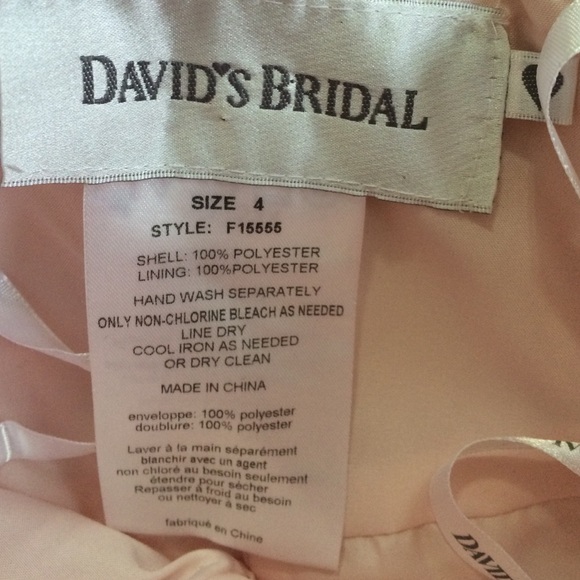 DAVID'S BRIDAL
SIZE 4
STYLE: F15555
SHELL: 100% POLYESTER
LINING: 100%POLYESTER
HAND WASH SEPARATELY
ONLY NON-CHLORINE BLEACH AS NEEDED
LINE DRY
COOL IRON AS NEEDED
OR DRY CLEAN
MADE IN CHINA
enveloppe: 100% polyester
doublure: 100% polyester
Laver à la main séparément
blanchir avec un agent
non chloré au besoin seulement
étendre pour sécher
Repasser à froid au besoin
ou nettoyer à sec
fabriqué en Chine
DAVID